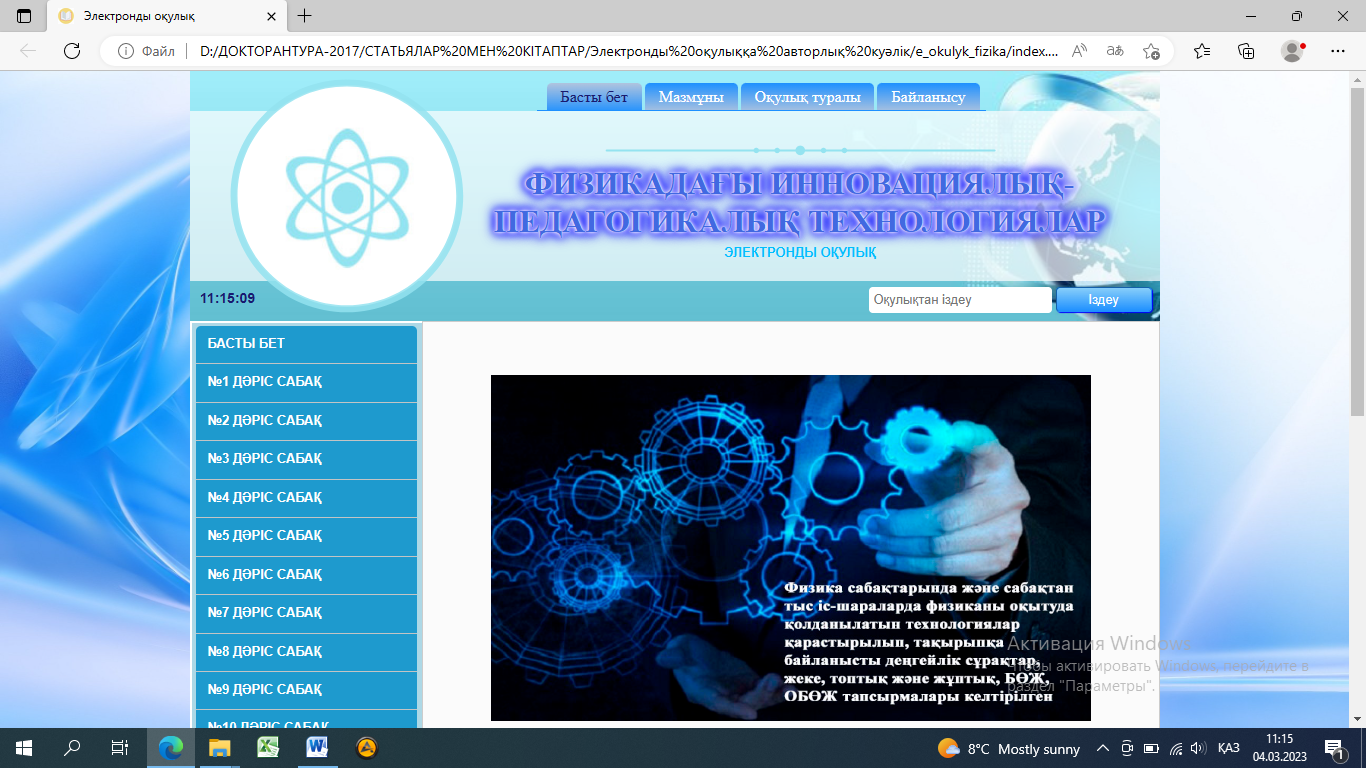 Электронды оқулық
Файл
D:/ДОКТОРАНТУРА-2017/СТАТЬЯЛАР%20МЕН%20КІТАПТАР/Электронды%20оқулыққа%20авторлық%20куәлік/e_okulyk_fizika/index....
Басты бет
Мазмұны
Оқулық туралы
Байланысу
ФИЗИКАДАҒЫ ИННОВАЦИЯЛЫҚ-
ПЕДАГОГИКАЛЫҚ ТЕХНОЛОГИЯЛАР
ЭЛЕКТРОНДЫ ОҚУЛЫҚ
11:15:09
Оқулықтан іздеу
Іздеу
БАСТЫ БЕТ
№1 ДӘРІС САБАҚ
№2 ДӘРІС САБАҚ
№3 ДӘРІС САБАҚ
№4 ДӘРІС САБАҚ
№5 ДӘРІС САБАҚ
№6 ДӘРІС САБАҚ
№7 ДӘРІС САБАҚ
№8 ДӘРІС САБАҚ
№9 ДӘРІС САБАҚ
№10 ДӘРІС САБАҚ
Физика сабақтарында және сабақтан
тыс іс-шараларда физиканы оқытуда
қолданылатын технологиялар
қарастырылып, тақырыпқа
байланысты деңгейлік сұрақтар,
жеке, топтық және жұптық, БӨЖ,
ОБӨЖ тапсырмалары келтірілген
Активация Windows
Чтобы активировать Windows, перейдите в
раздел "Параметры".
8°C Mostly sunny
ҚАЗ
11:15
04.03.2023
1